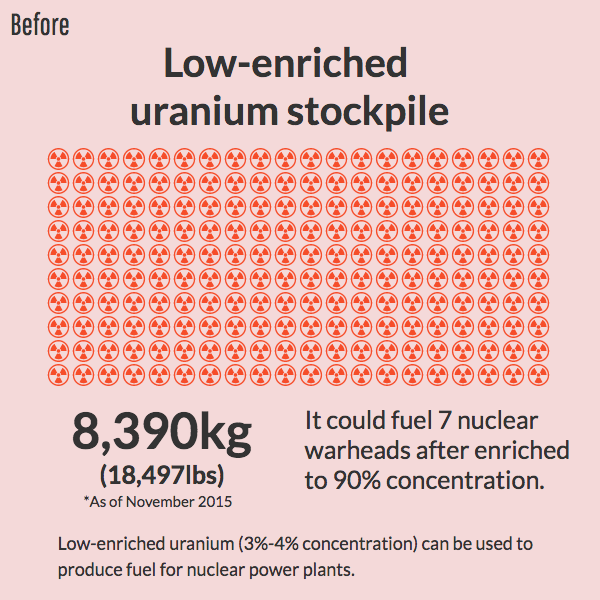 Before
Low-enriched
uranium stockpile
8,390kg
(18,497lbs)
*As of November 2015
It could fuel 7 nuclear
warheads after enriched
to 90% concentration.
Low-enriched uranium (3%-4% concentration) can be used to
produce fuel for nuclear power plants.